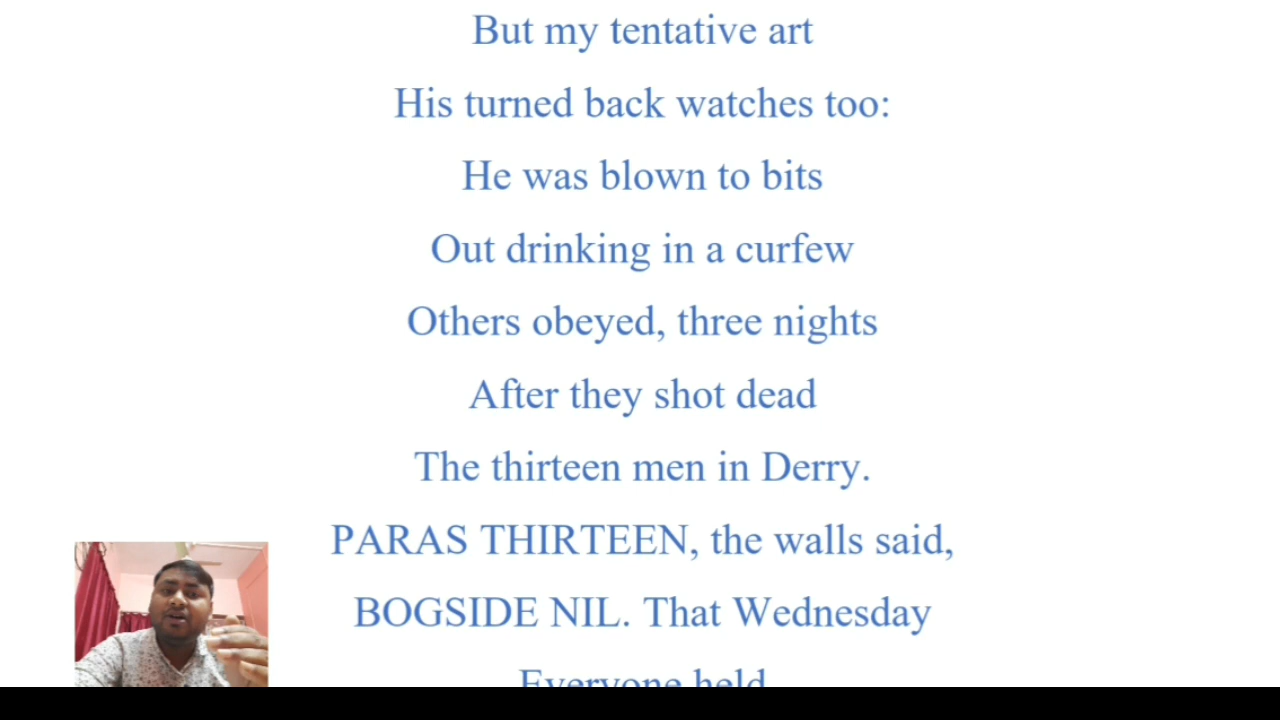 But my tentative art
His turned back watches too:
He was blown to bits
Out drinking in a curfew
Others obeyed, three nights
After they shot dead
The thirteen men in Derry.
PARAS THIRTEEN, the walls said,
BOGSIDE NIL. That Wednesday
Everyone held